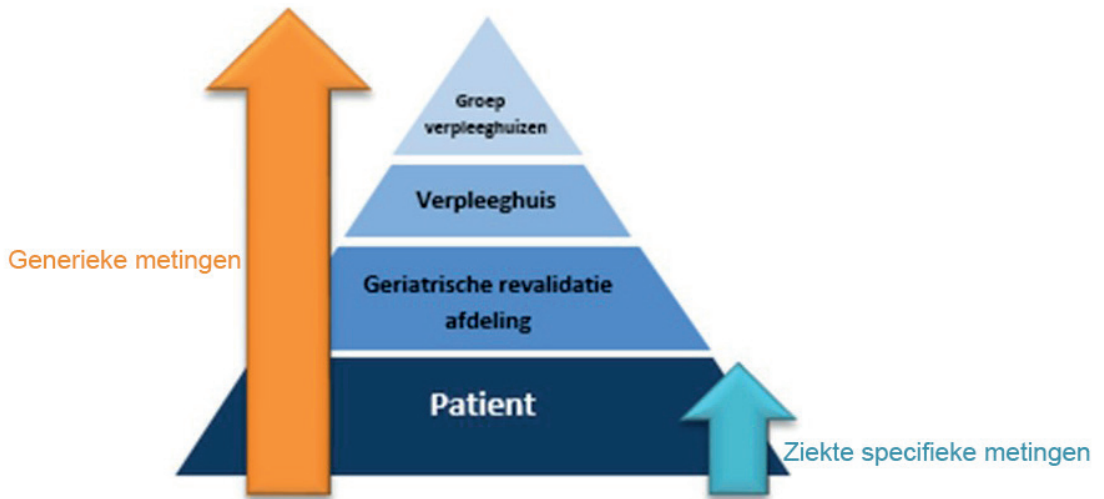 Groep
verpleeghuizen
Verpleeghuis
Generieke metingen
Geriatrische revalidatie
afdeling
Patient
Ziekte specifieke metingen